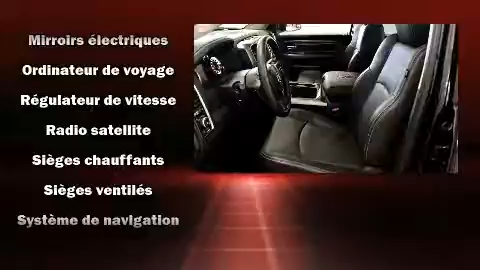 Mirroirs électriques
Ordinateur de voyage
Régulateur de vitesse
Radio satellite
Sièges chauffants
Sièges ventilés
Système de navigation